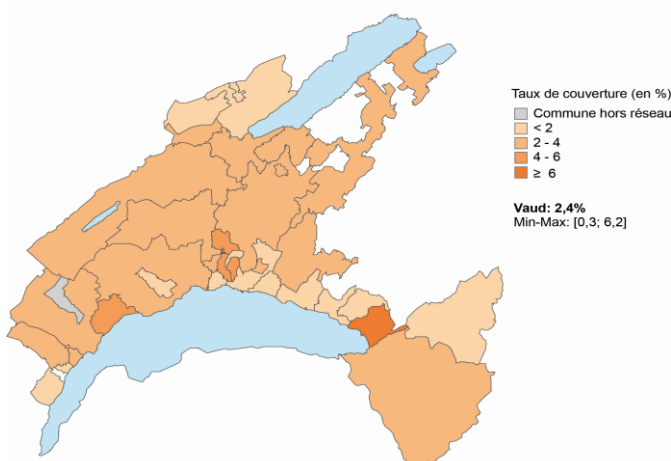 Taux de couverture (en %)
Commune hors réseau
< 2
2 - 4
4 - 6
≥ 6
Vaud: 2,4%
Min-Max: [0,3; 6,2]